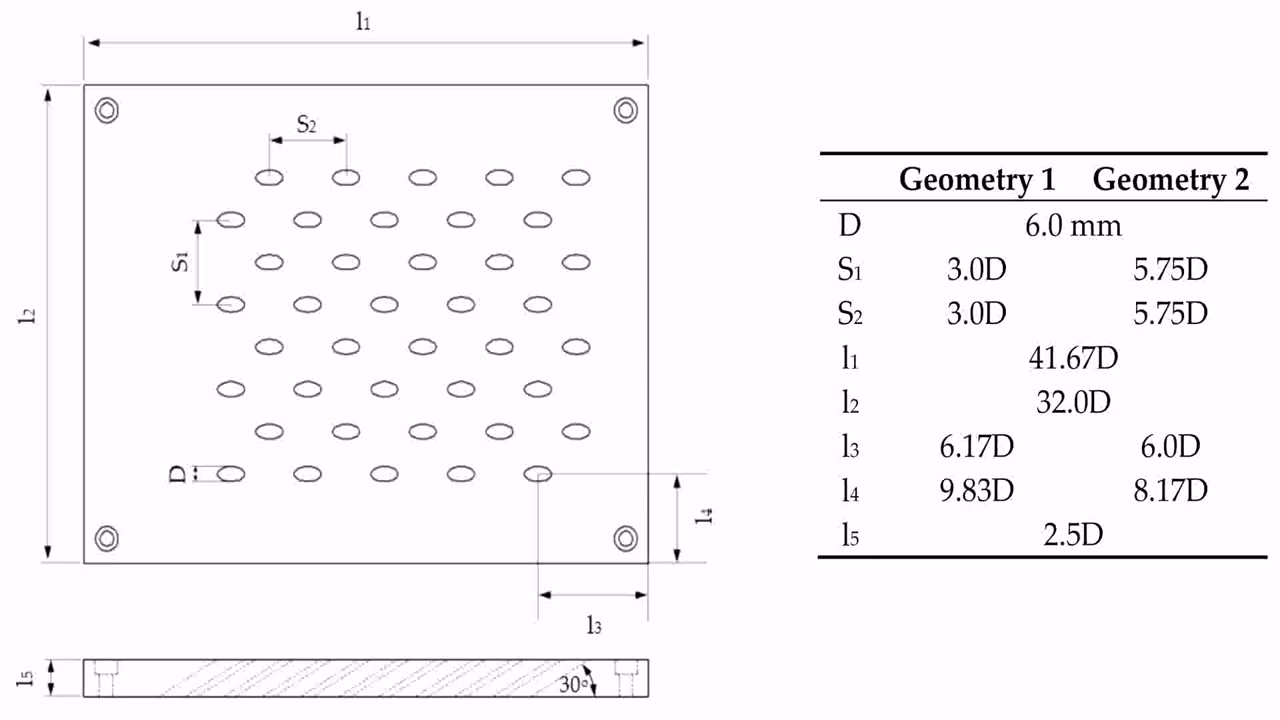 l1
S2
S1
l2
D
l4
l3
l5
30°
Geometry 1 Geometry 2
D 6.0 mm
S1 3.0D 5.75D
S2 3.0D 5.75D
l1 41.67D
l2 32.0D
l3 6.17D 6.0D
l4 9.83D 8.17D
l5 2.5D